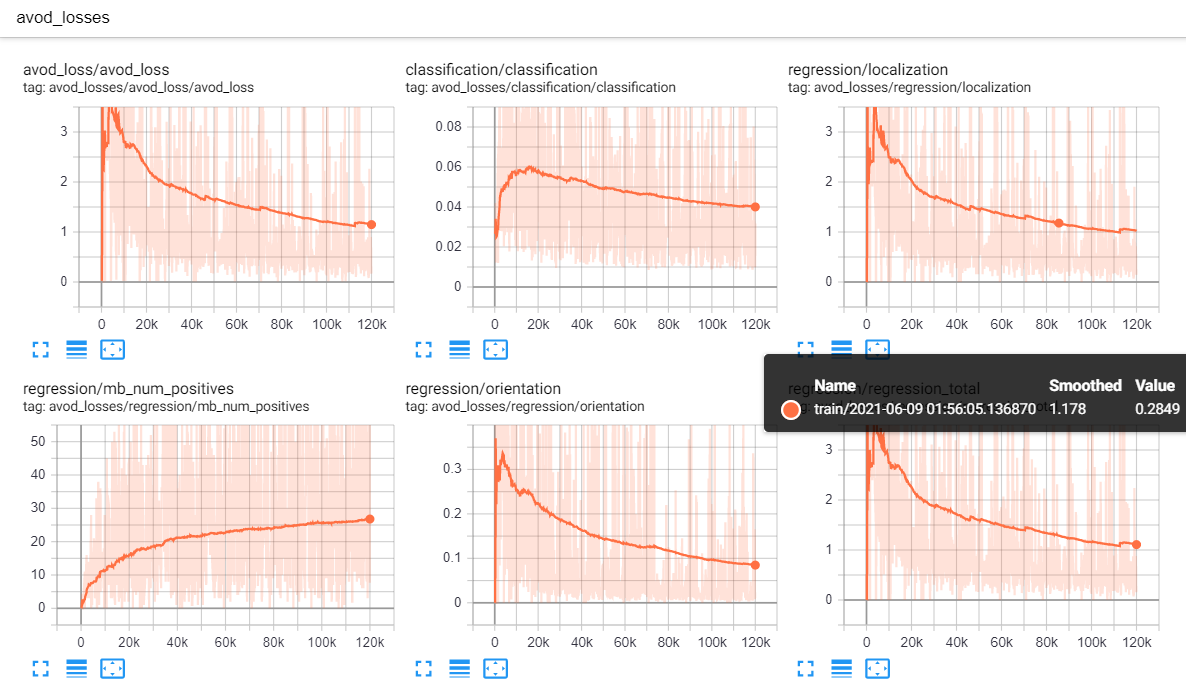 avod_losses
avod_loss/avod_loss
tag: avod_losses/avod_loss/avod_loss
3
2
1
0
0 20k 40k 60k 80k 100k 120k
classification/classification
tag: avod_losses/classification/classification
0.08
0.06
0.04
0.02
0
0 20k 40k 60k 80k 100k 120k
regression/localization
tag: avod_losses/regression/localization
3
2
1
0
0 20k 40k 60k 80k 100k 120k
regression/mb_num_positives
tag: avod_losses/regression/mb_num_positives
50
40
30
20
10
0
0 20k 40k 60k 80k 100k 120k
regression/orientation
tag: avod_losses/regression/orientation
0.3
0.2
0.1
0
0 20k 40k 60k 80k 100k 120k
regression/regression_total
Name Smoothed Value
train/2021-06-09 01:56:05.136870 1.178 0.2849
3
2
1
0
0 20k 40k 60k 80k 100k 120k